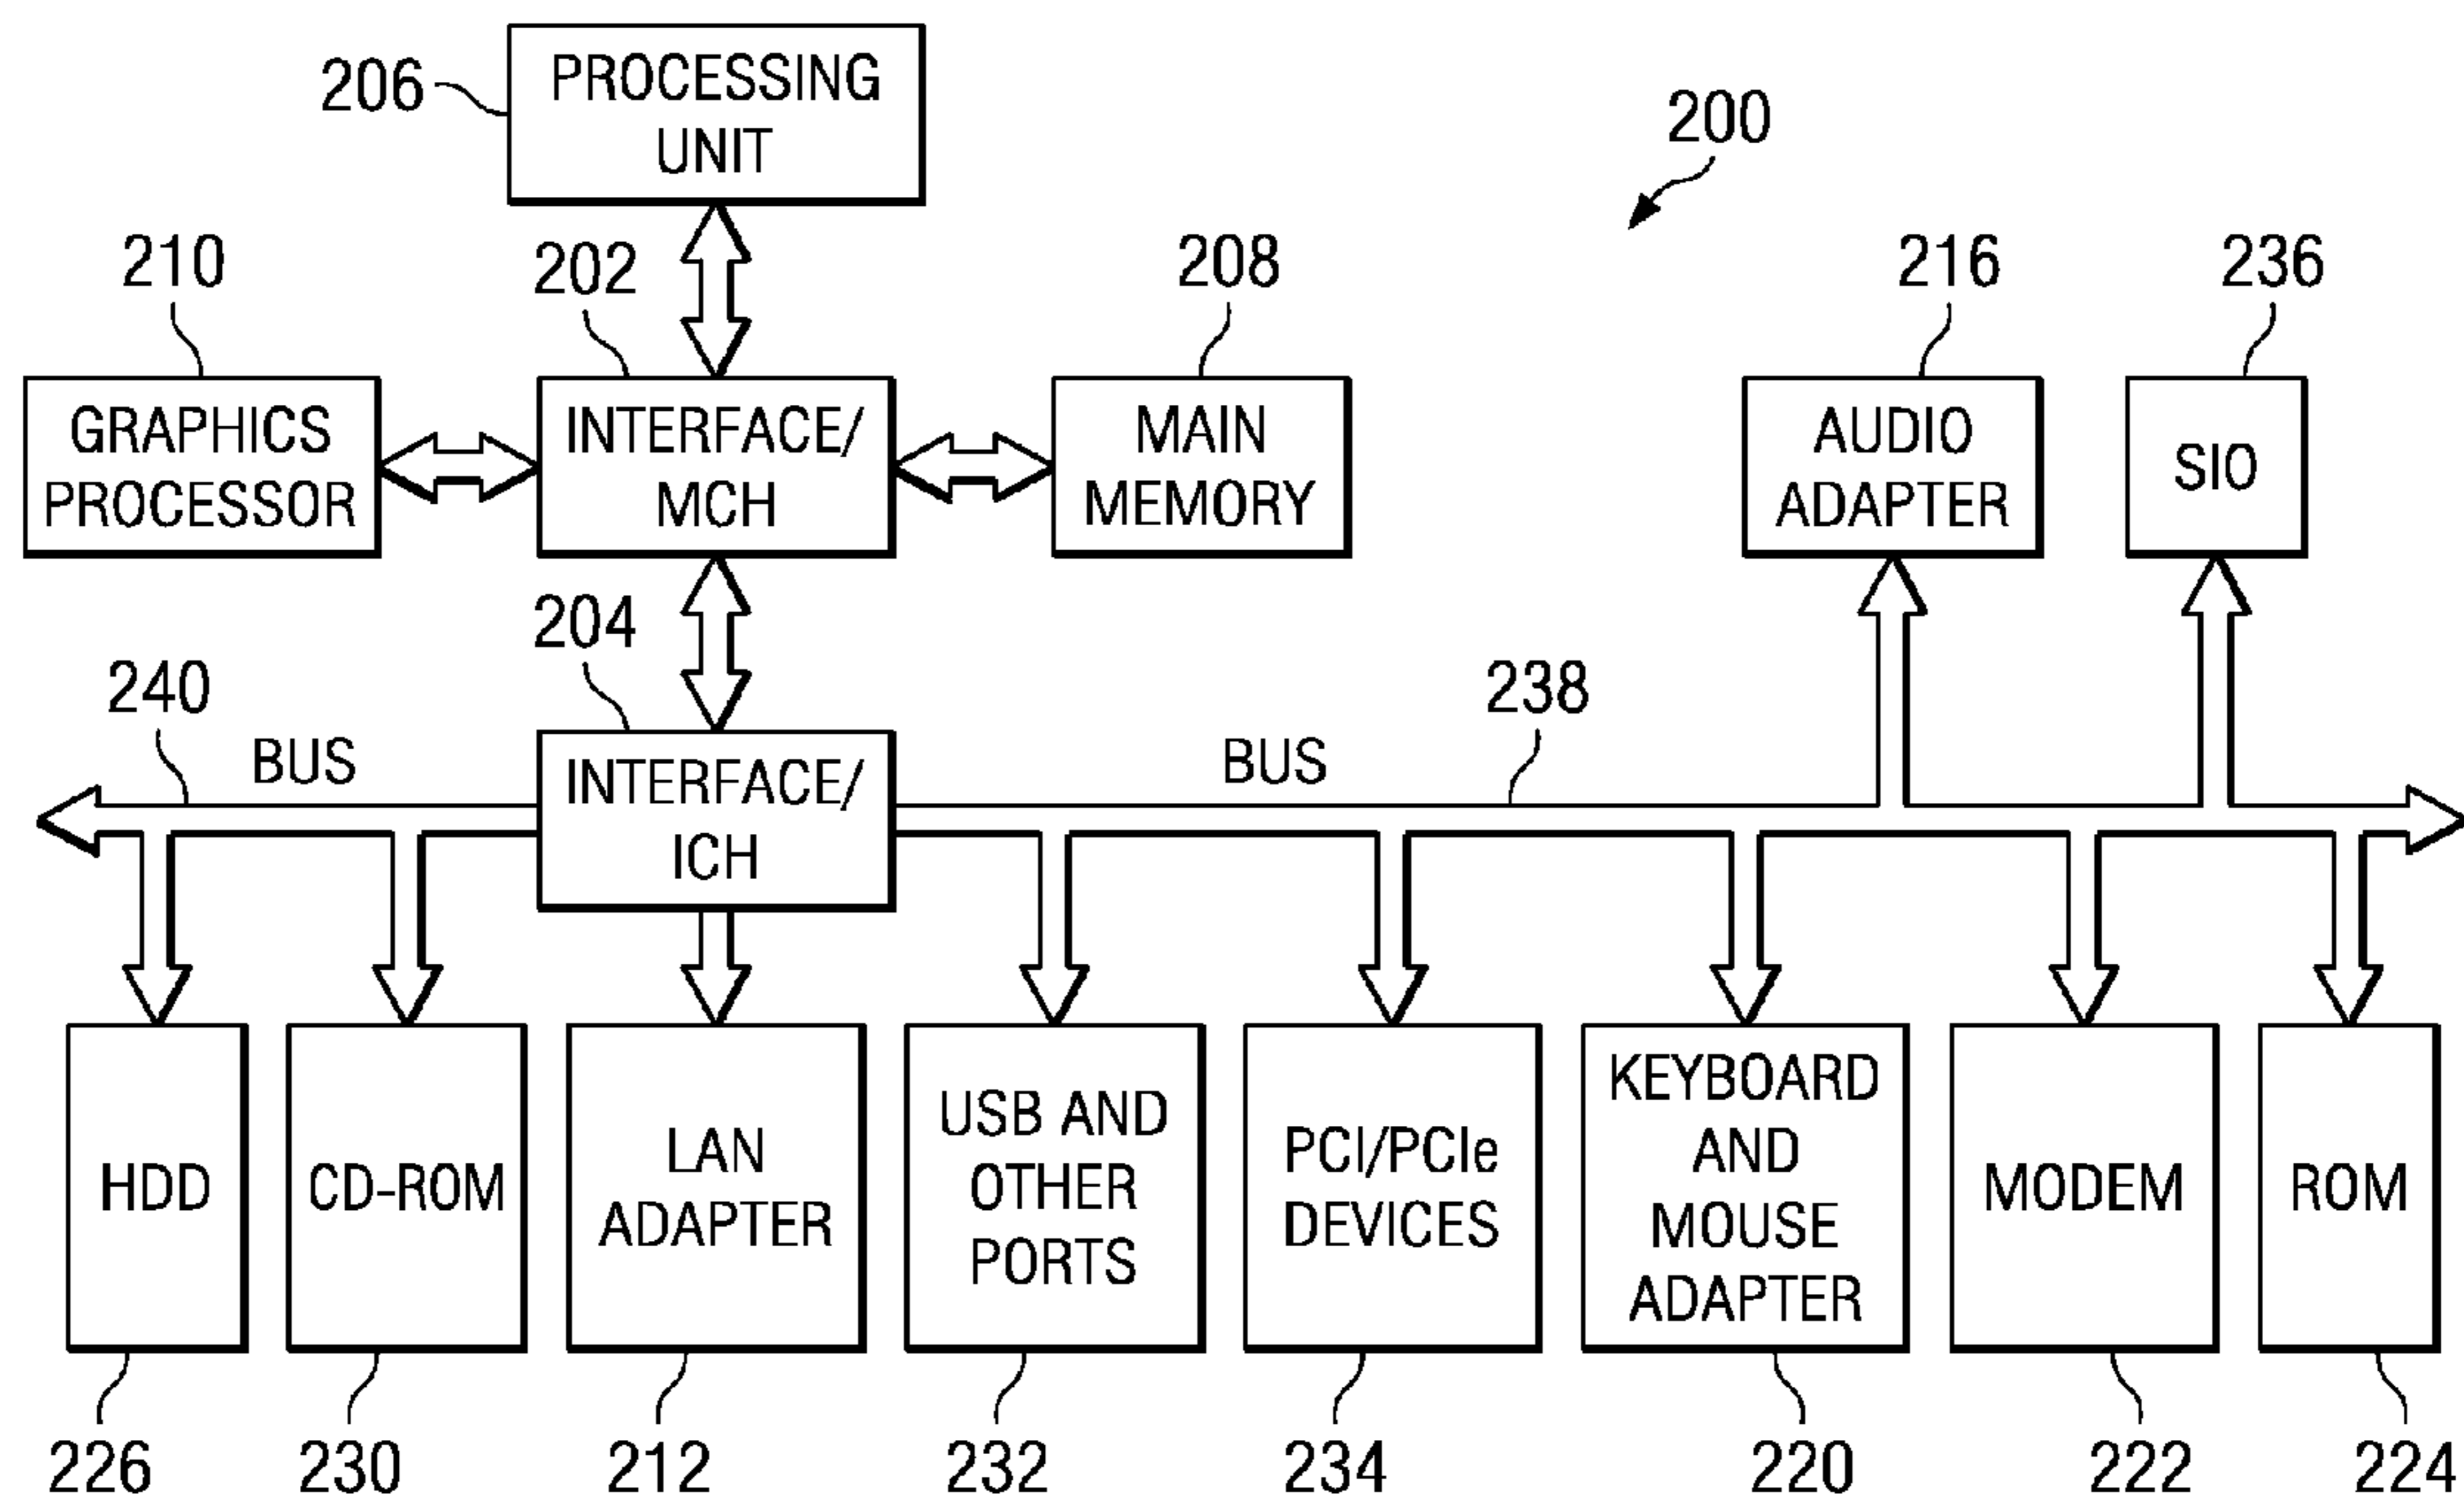 206
PROCESSING
UNIT
200
210
202
208
216
236
GRAPHICS
PROCESSOR
INTERFACE/
MCH
MAIN
MEMORY
AUDIO
ADAPTER
SIO
204
240
238
BUS
INTERFACE/
ICH
BUS
HDD
CD-ROM
LAN
ADAPTER
USB AND
OTHER
PORTS
PCI/PCIe
DEVICES
KEYBOARD
AND
MOUSE
ADAPTER
MODEM
ROM
226
230
212
232
234
220
222
224